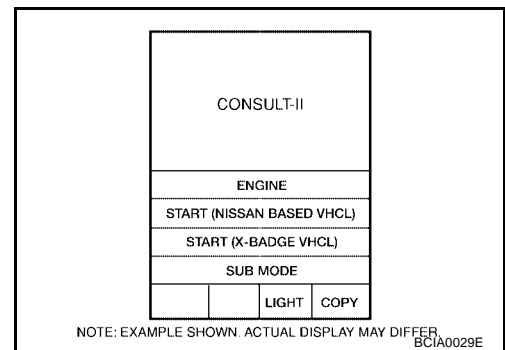 CONSULT-II
ENGINE
START (NISSAN BASED VHCL)
START (X-BADGE VHCL)
SUB MODE
LIGHT COPY
NOTE: EXAMPLE SHOWN. ACTUAL DISPLAY MAY DIFFER.
BCIA0029E